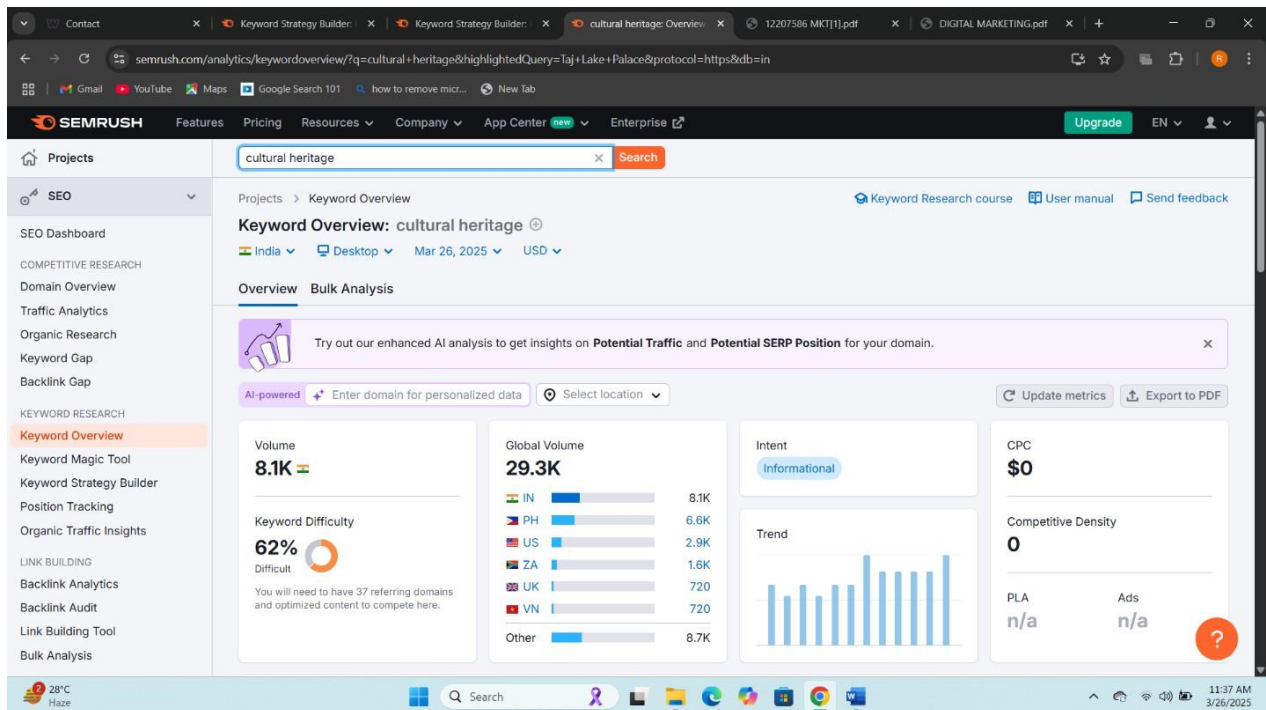 Contact
Keyword Strategy Builder:
Keyword Strategy Builder:
cultural heritage: Overview
12207586 MKT[1].pdf
DIGITAL MARKETING.pdf
semrush.com/analytics/keywordoverview/?q=cultural+heritage&highlightedQuery=Taj+Lake+Palace&protocol=https&db=in
R
Gmail YouTube Maps Google Search 101 how to remove micr... New Tab
SEMRUSH Features Pricing Resources Company App Center new Enterprise Upgrade EN
Projects
cultural heritage Search
SEO
Projects > Keyword Overview
Keyword Research course User manual Send feedback
Keyword Overview: cultural heritage
India Desktop Mar 26, 2025 USD
Overview Bulk Analysis
SEO Dashboard
COMPETITIVE RESEARCH
Domain Overview
Traffic Analytics
Organic Research
Keyword Gap
Backlink Gap
KEYWORD RESEARCH
Keyword Overview
Keyword Magic Tool
Keyword Strategy Builder
Position Tracking
Organic Traffic Insights
LINK BUILDING
Backlink Analytics
Backlink Audit
Link Building Tool
Bulk Analysis
Try out our enhanced AI analysis to get insights on Potential Traffic and Potential SERP Position for your domain.
AI-powered Enter domain for personalized data Select location Update metrics Export to PDF
Volume
8.1K
Keyword Difficulty
62%
Difficult
You will need to have 37 referring domains
and optimized content to compete here.
Global Volume
29.3K
IN 8.1K
PH 6.6K
US 2.9K
ZA 1.6K
UK 720
VN 720
Other 8.7K
Intent
Informational
Trend
CPC
$0
Competitive Density
0
PLA Ads
n/a n/a
?
2
28°C
Haze
Search
11:37 AM
3/26/2025